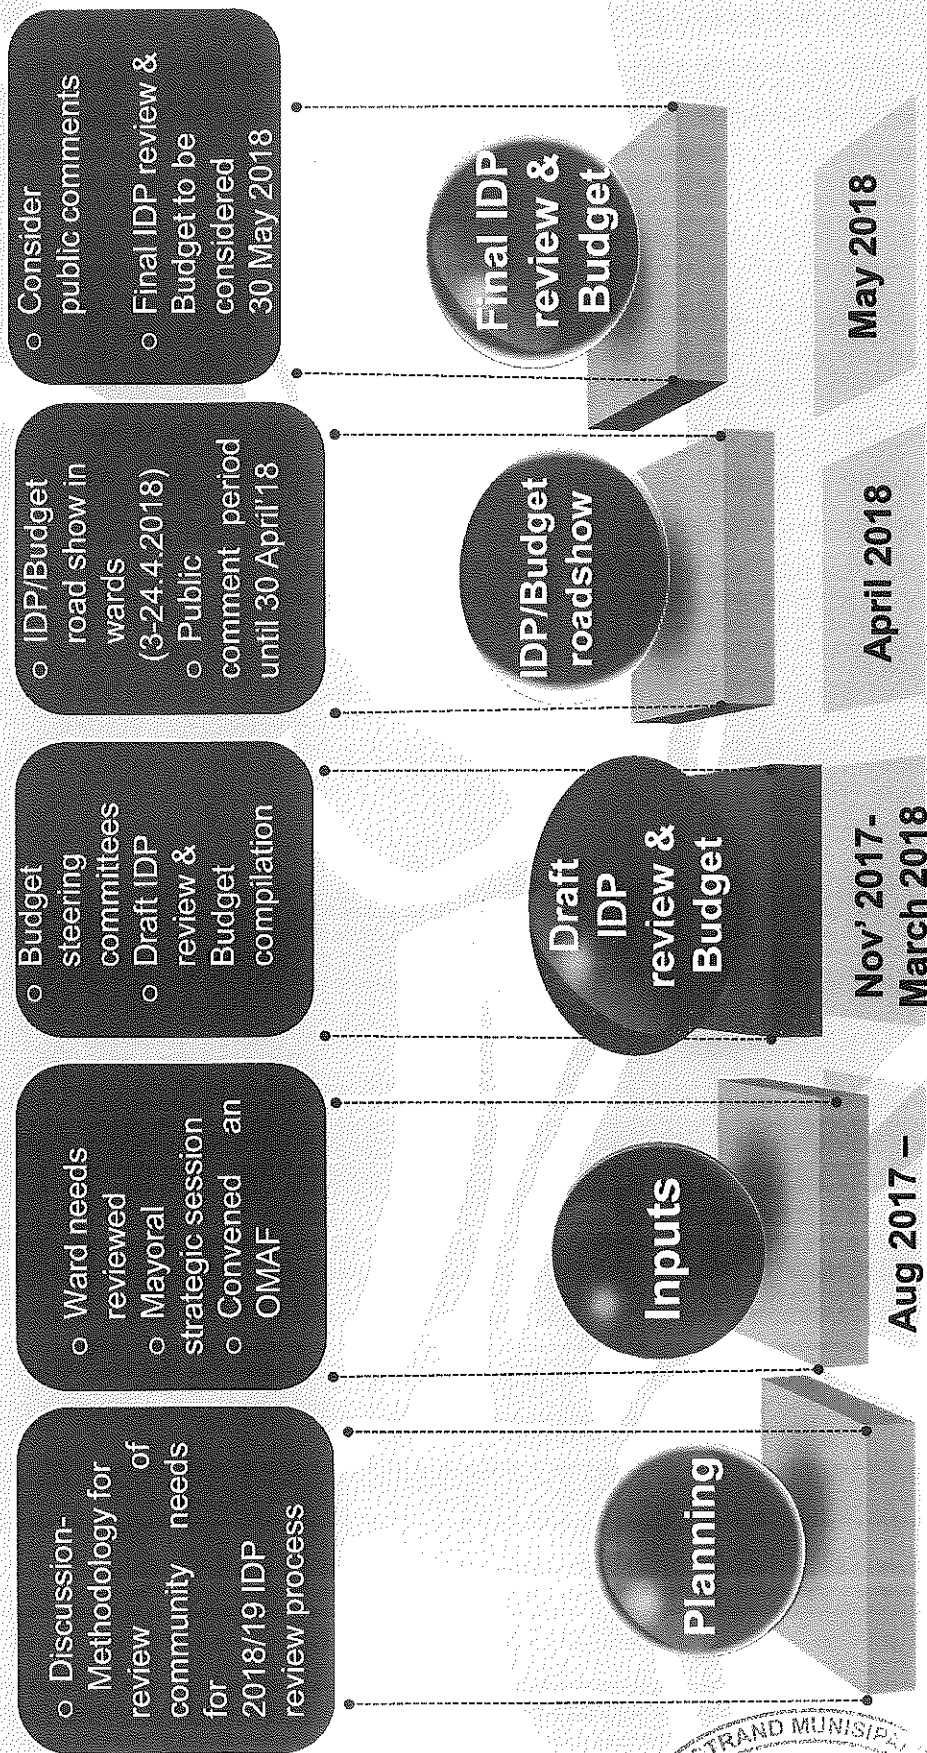 o Discussion-
Methodology for
review of
community needs
for
2018/19 IDP
review process
o Ward needs
reviewed
o Mayoral
strategic session
o Convened an
OMAF
o Budget
steering
committees
o Draft IDP
review &
Budget
compilation
o IDP/Budget
road show in
wards
(3-24.4.2018)
o Public
comment period
until 30 April'18
o Consider
public comments
o Final IDP review &
Budget to be
considered
30 May 2018
Planning
Inputs
Draft
IDP
review &
Budget
IDP/Budget
roadshow
Final IDP
review &
Budget
Aug 2017 –
Nov' 2017-
March 2018
April 2018
May 2018
STRAND